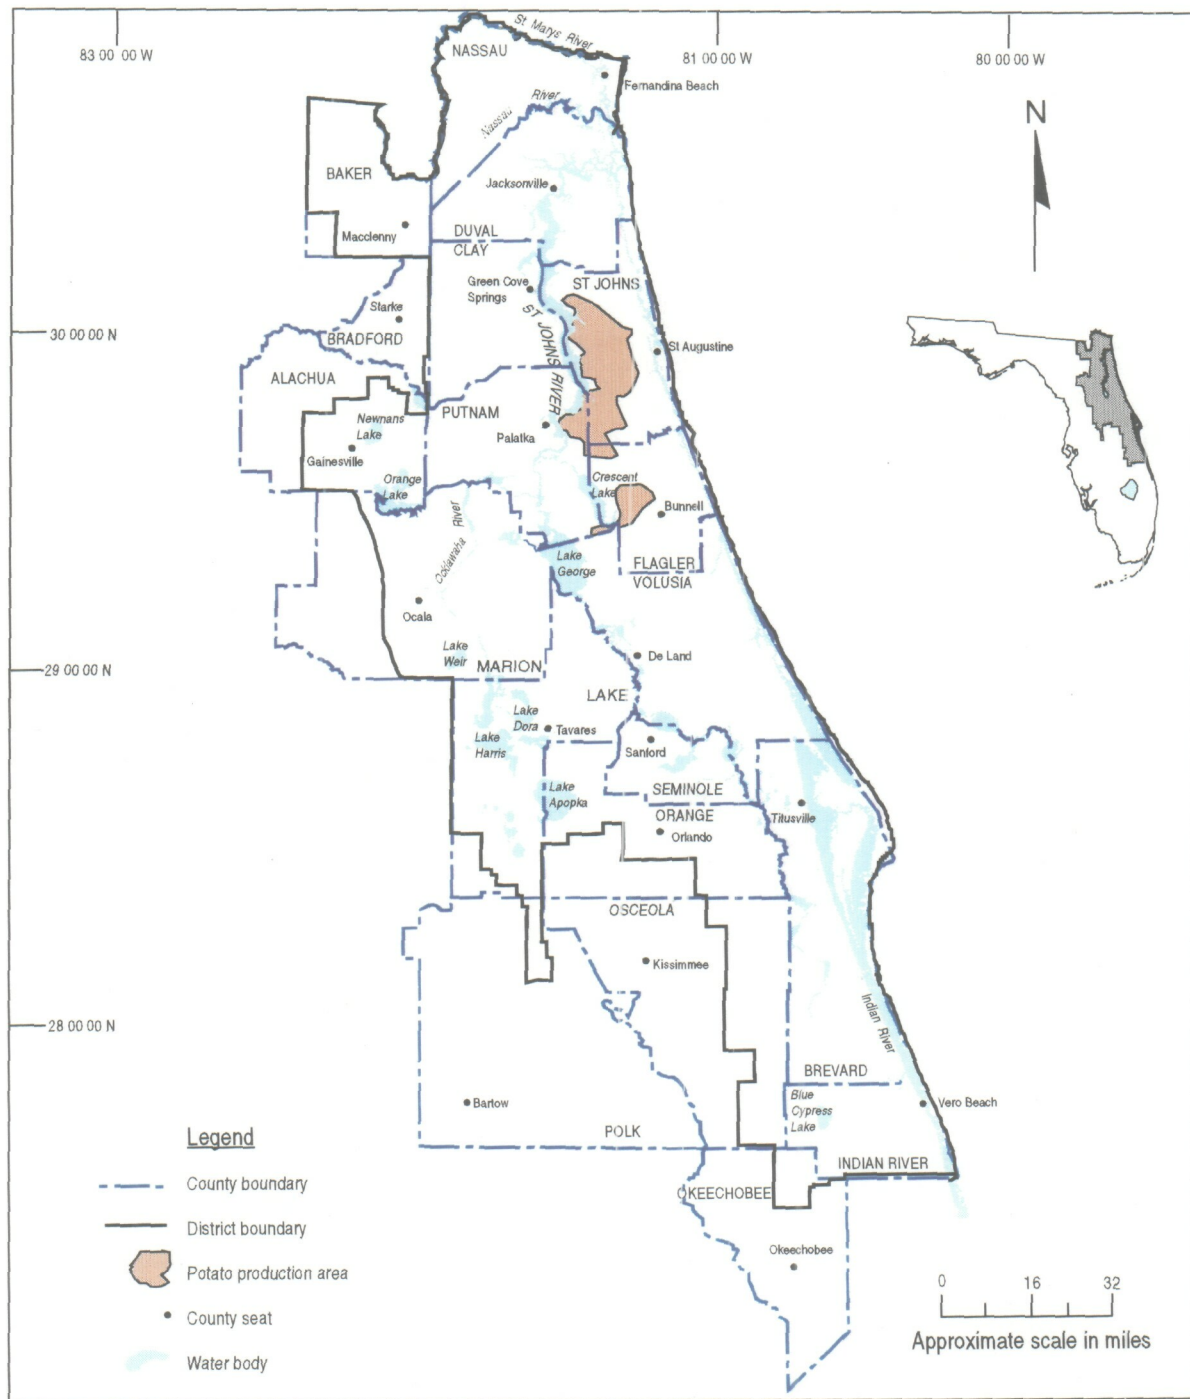 St Marys River
83 00 00 W
NASSAU
81 00 00 W
80 00 00 W
Fernandina Beach
Nassau
River
N
BAKER
Jacksonville
Macclenny
DUVAL
CLAY
Green Cove
Springs
ST JOHNS
Starke
ST JOHNS RIVER
30 00 00 N
BRADFORD
St Augustine
ALACHUA
PUTNAM
Newnans
Lake
Palatka
Gainesville
Orange
Lake
Crescent
Lake
Bunnell
River
Ocklawaha
Lake
George
FLAGLER
VOLUSIA
Ocala
Lake
Weir
De Land
29 00 00 N
MARION
LAKE
Lake
Dora
Tavares
Lake
Harris
Sanford
Lake
Apopka
SEMINOLE
ORANGE
Titusville
Orlando
OSCEOLA
Kissimmee
Indian River
28 00 00 N
BREVARD
Blue
Cypress
Lake
Bartow
Vero Beach
POLK
INDIAN RIVER
OKEECHOBEE
Okeechobee
Legend
County boundary
District boundary
Potato production area
County seat
Water body
0 16 32
Approximate scale in miles